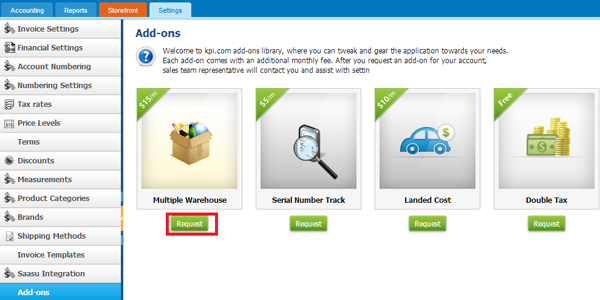 Accounting
Reports
Storefront
Settings
Invoice Settings
Financial Settings
Account Numbering
Numbering Settings
Tax rates
Price Levels
Terms
Discounts
Measurements
Product Categories
Brands
Shipping Methods
Invoice Templates
Saasu Integration
Add-ons
Add-ons
Welcome to kpi.com add-ons library, where you can tweak and gear the application towards your needs.
Each add-on comes with an additional monthly fee. After you request an add-on for your account,
sales team representative will contact you and assist with settin
$15/m
$5/m
$10/m
Free
Multiple Warehouse
Serial Number Track
Landed Cost
Double Tax
Request
Request
Request
Request